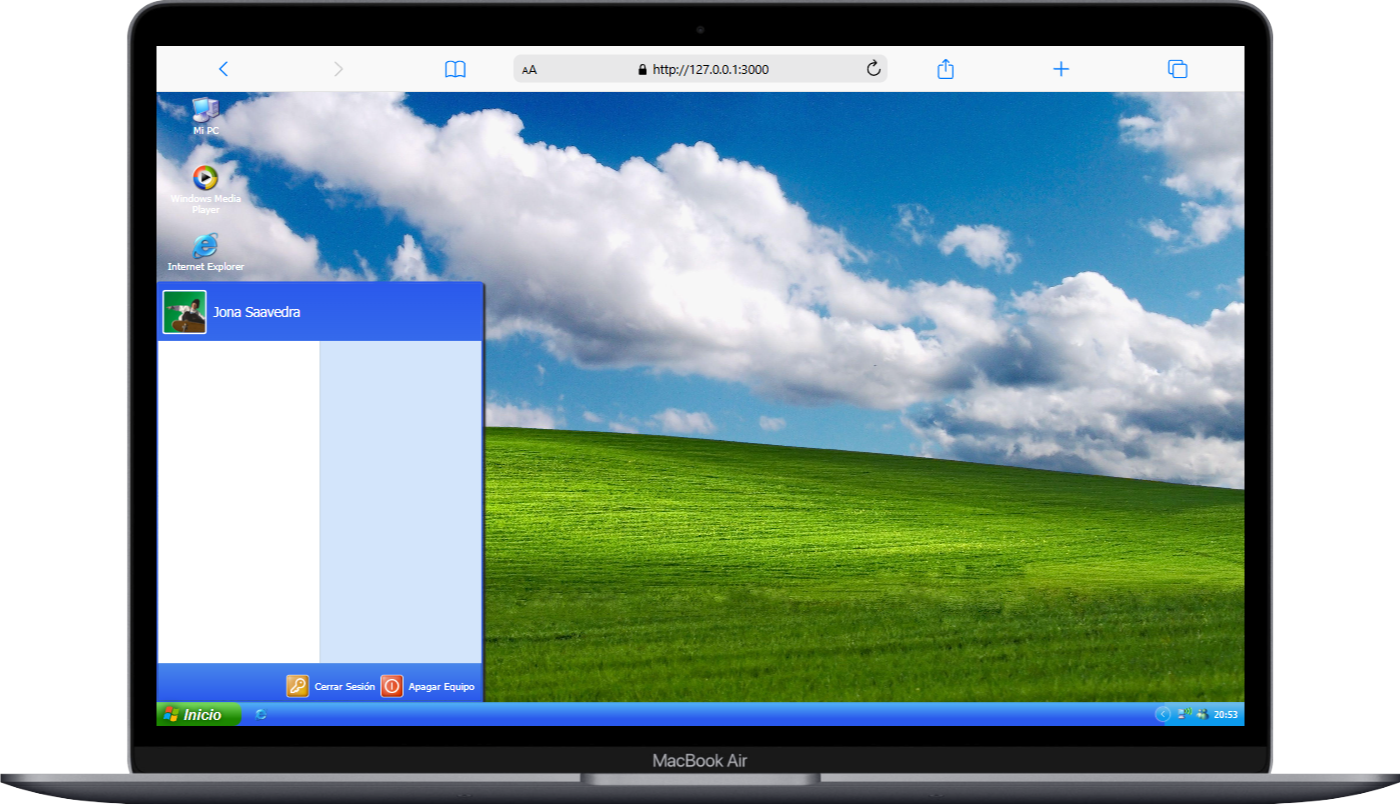 AA
http://127.0.0.1:3000
Mi PC
Windows Media
Player
Internet Explorer
Jona Saavedra
Cerrar Sesión
Apagar Equipo
Inicio
20:53
MacBook Air